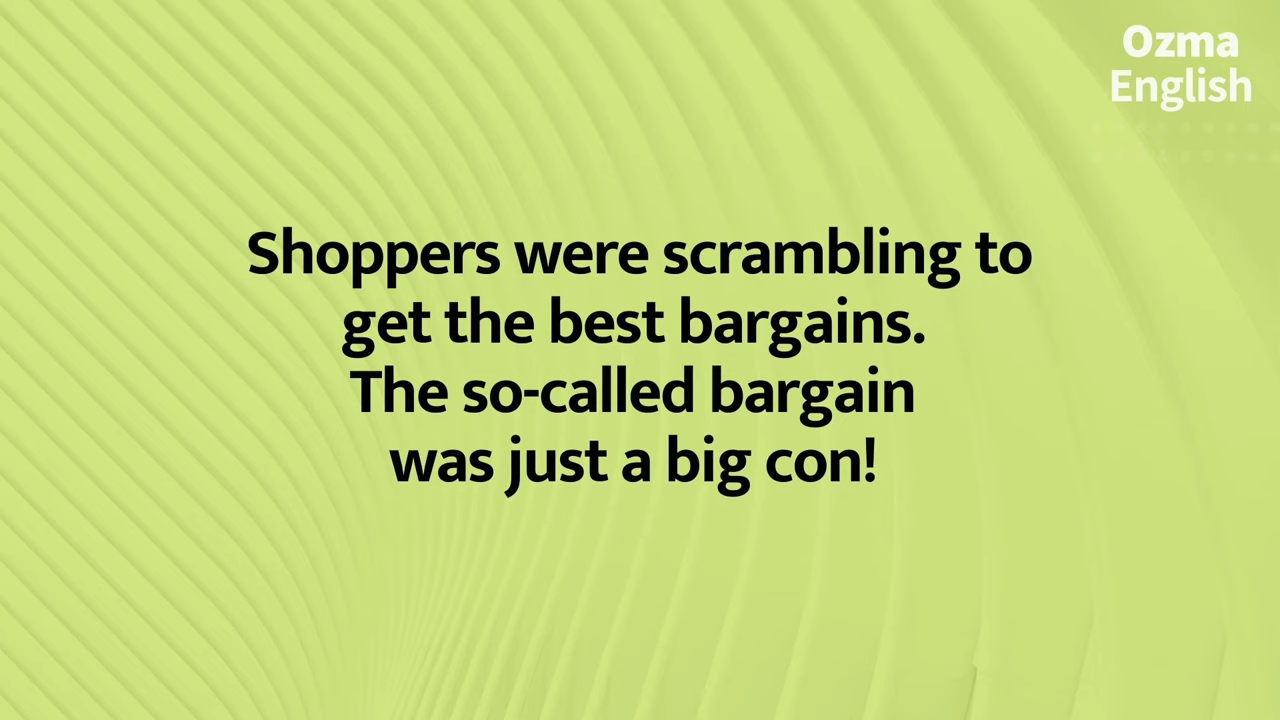 Ozma
English
Shoppers were scrambling to
get the best bargains.
The so-called bargain
was just a big con!